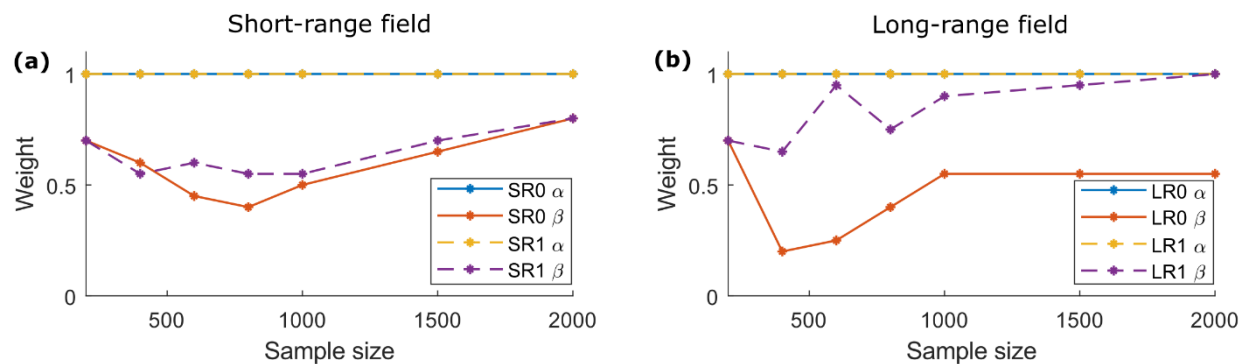 Short-range field
(a)
1
0.5
0
Weight
500 1000 1500 2000
Sample size
SR0 α
SR0 β
SR1 α
SR1 β
Long-range field
(b)
1
0.5
0
Weight
500 1000 1500 2000
Sample size
LR0 α
LR0 β
LR1 α
LR1 β